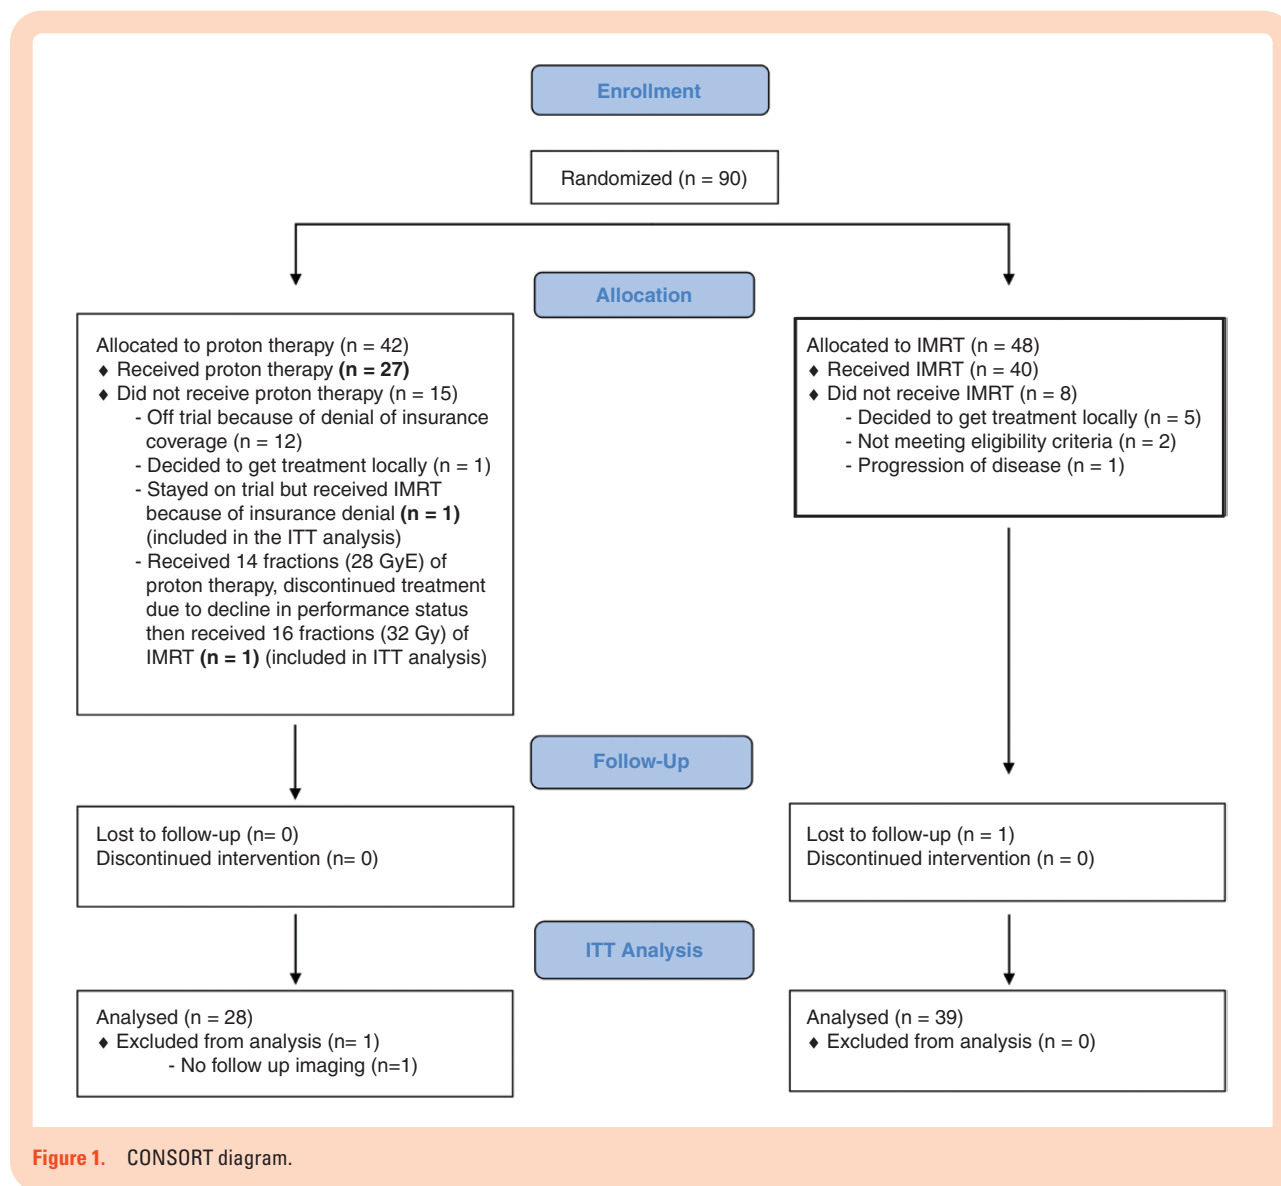 Enrollment
Randomized (n = 90)
Allocation
Allocated to proton therapy (n = 42)
♦ Received proton therapy (n = 27)
♦ Did not receive proton therapy (n = 15)
- Off trial because of denial of insurance
coverage (n = 12)
- Decided to get treatment locally (n = 1)
- Stayed on trial but received IMRT
because of insurance denial (n = 1)
(included in the ITT analysis)
- Received 14 fractions (28 GyE) of
proton therapy, discontinued treatment
due to decline in performance status
then received 16 fractions (32 Gy) of
IMRT (n = 1) (included in ITT analysis)
Allocated to IMRT (n = 48)
♦ Received IMRT (n = 40)
♦ Did not receive IMRT (n = 8)
- Decided to get treatment locally (n = 5)
- Not meeting eligibility criteria (n = 2)
- Progression of disease (n = 1)
Follow-Up
Lost to follow-up (n= 0)
Discontinued intervention (n= 0)
Lost to follow-up (n = 1)
Discontinued intervention (n = 0)
ITT Analysis
Analysed (n = 28)
♦ Excluded from analysis (n= 1)
- No follow up imaging (n=1)
Analysed (n = 39)
♦ Excluded from analysis (n = 0)
Figure 1. CONSORT diagram.